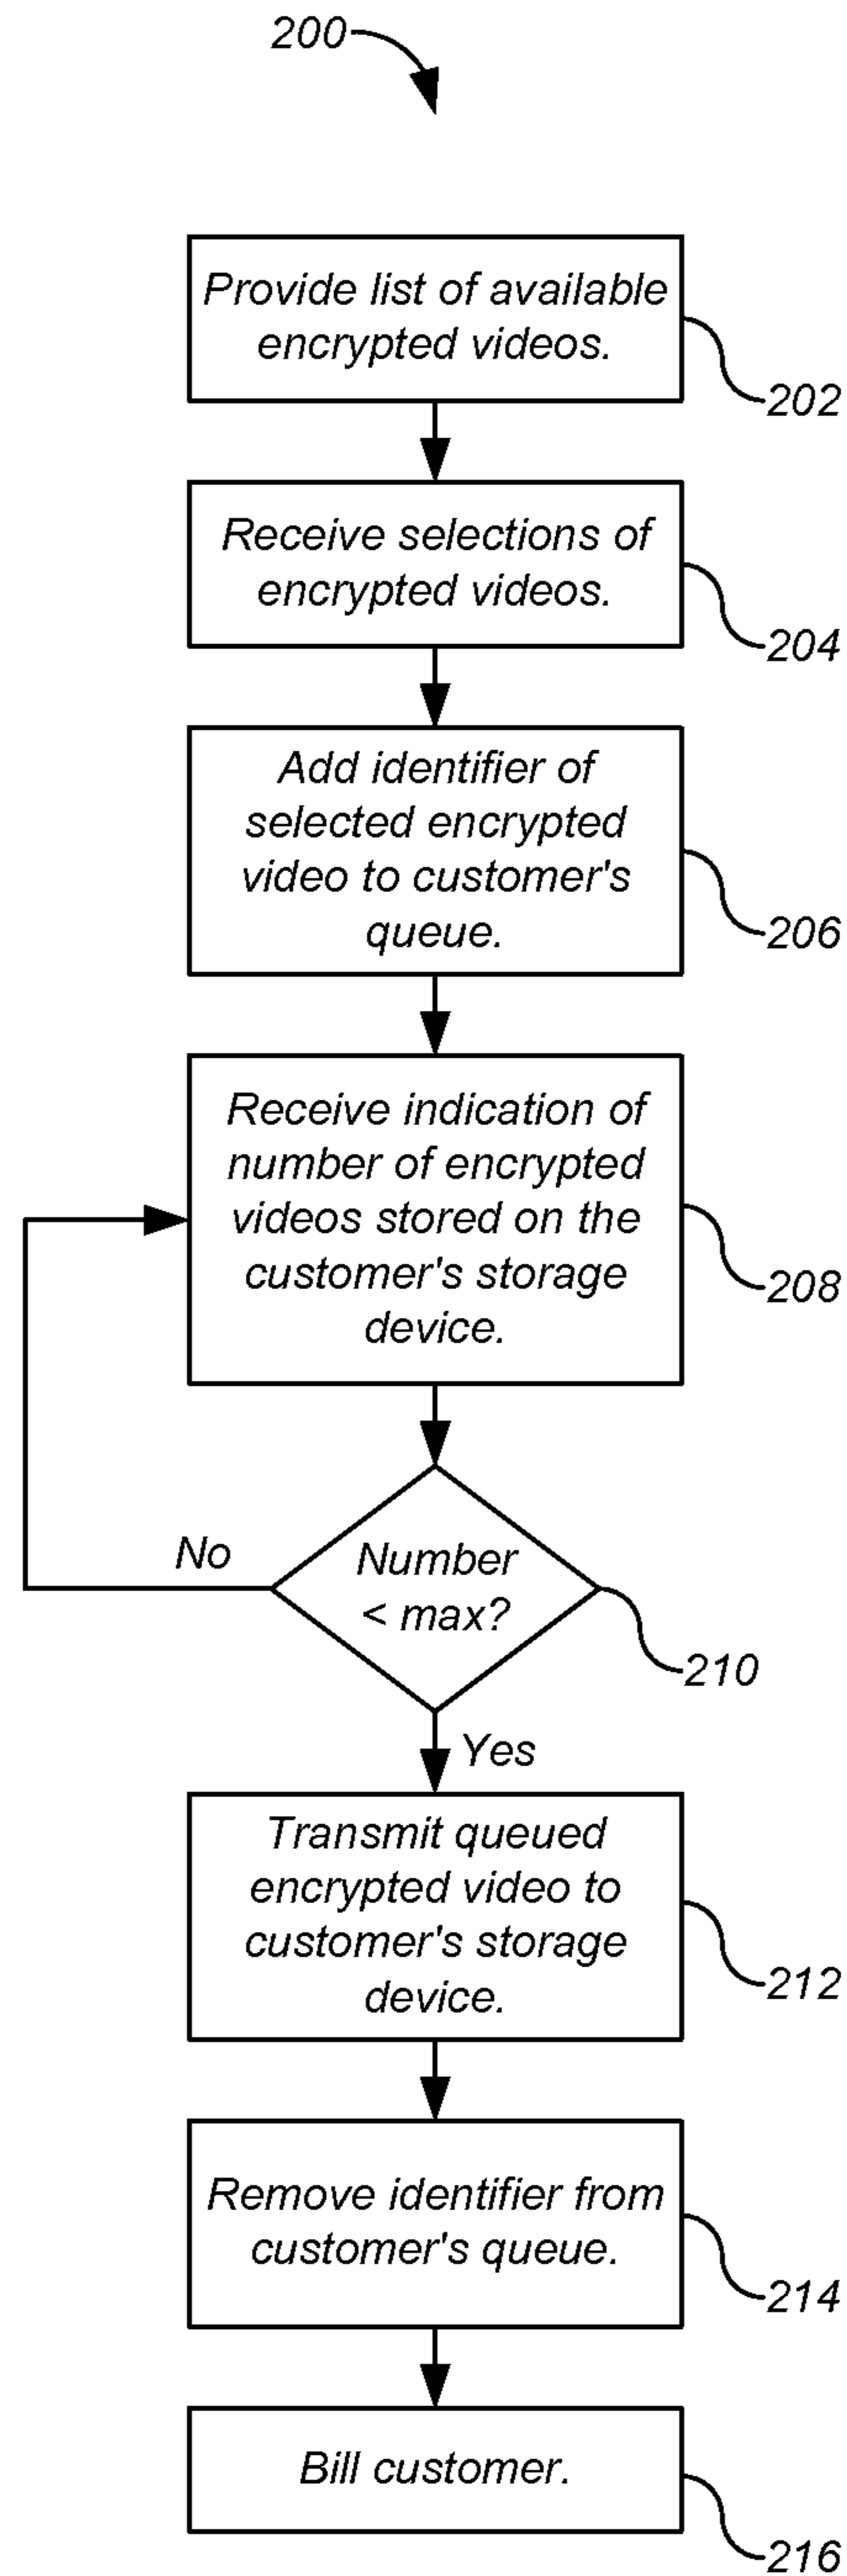 200
Provide list of available
encrypted videos.
202
Receive selections of
encrypted videos.
204
Add identifier of
selected encrypted
video to customer's
queue.
206
Receive indication of
number of encrypted
videos stored on the
customer's storage
device.
208
No
Number
< max?
210
Yes
Transmit queued
encrypted video to
customer's storage
device.
212
Remove identifier from
customer's queue.
214
Bill customer.
216